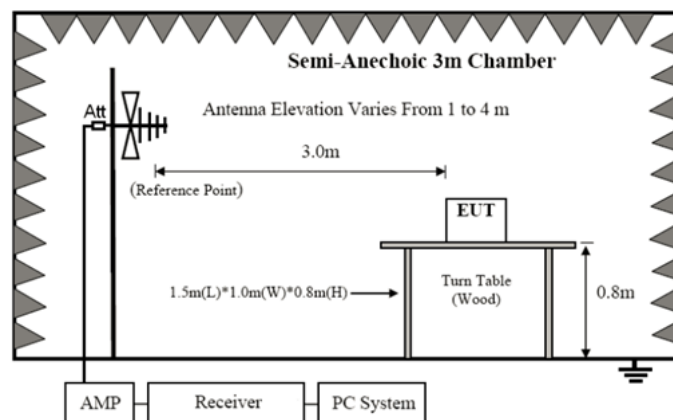 Semi-Anechoic 3m Chamber
Att
Antenna Elevation Varies From 1 to 4 m
3.0m
(Reference Point)
EUT
1.5m(L)*1.0m(W)*0.8m(H)
Turn Table
(Wood)
0.8m
AMP
Receiver
PC System